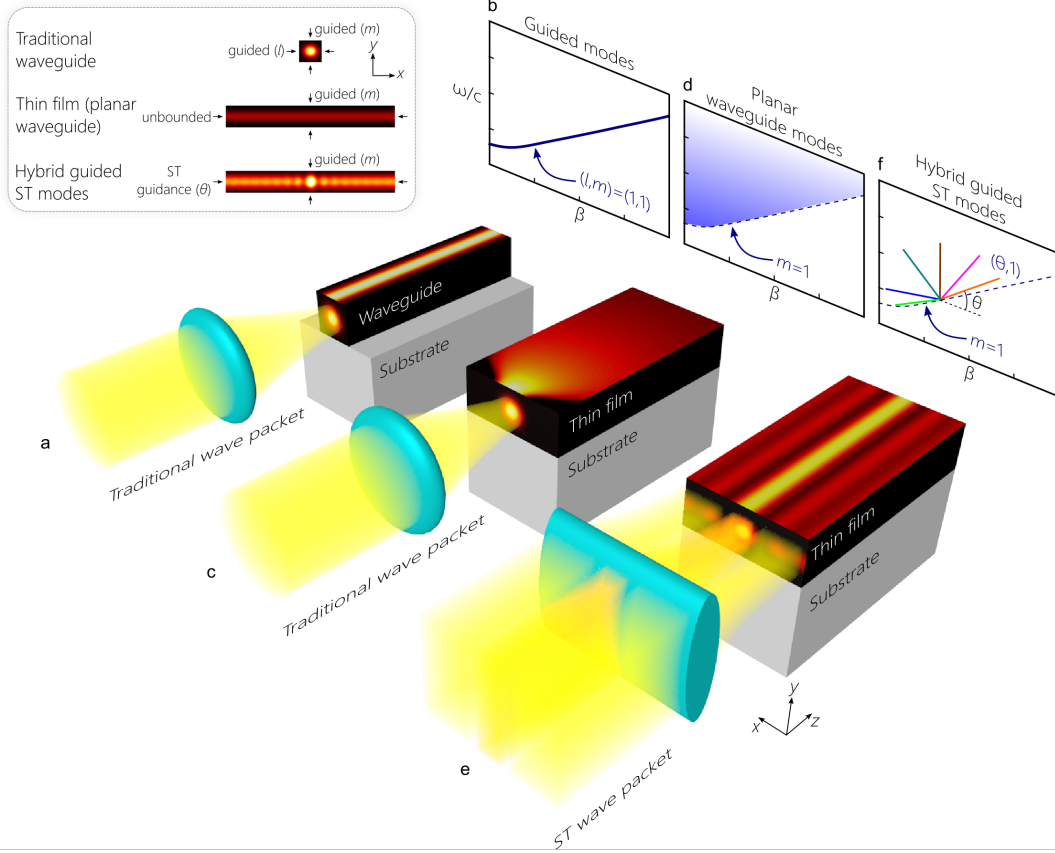 Traditional
waveguide
guided (m)
guided (l)
y
x
Thin film (planar
waveguide)
guided (m)
unbounded
Hybrid guided
ST modes
guided (m)
ST
guidance (θ)
b
Guided modes
ω/c
(l,m)=(1,1)
β
d
Planar
waveguide modes
m=1
β
f
Hybrid guided
ST modes
(θ,1)
θ
m=1
β
Waveguide
Substrate
a
Traditional wave packet
Thin film
Substrate
c
Traditional wave packet
Thin film
Substrate
e
ST wave packet
y
x
z